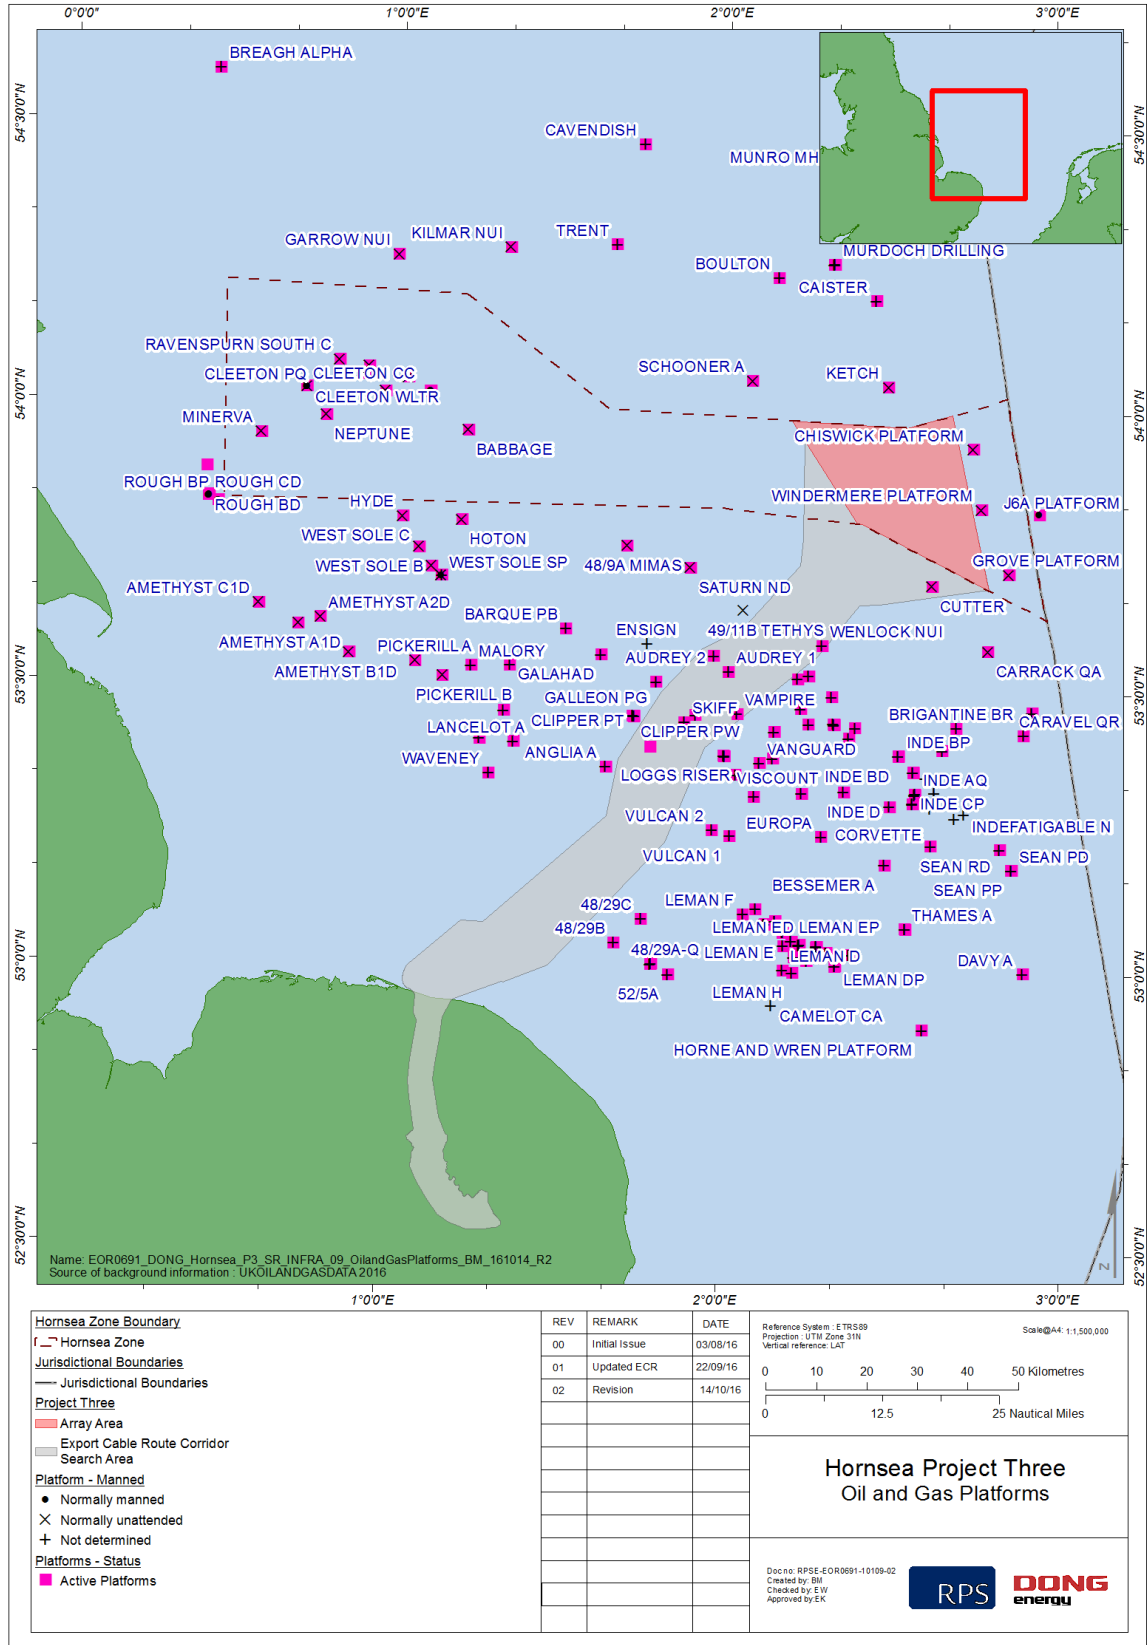 0°0'0"
1°0'0"E
2°0'0"E
3°0'0"E
BREAGH ALPHA
54°30'0"N
54°30'0"N
CAVENDISH
MUNRO MH
TRENT
KILMAR NUI
GARROW NUI
MURDOCH DRILLING
BOULTON
CAISTER
RAVENSPURN SOUTH C
SCHOONER A
KETCH
CLEETON PQ
CLEETON CC
CLEETON WLTR
54°0'0"N
54°0'0"N
MINERVA
NEPTUNE
BABBAGE
CHISWICK PLATFORM
ROUGH BP
ROUGH CD
ROUGH BD
HYDE
WINDERMERE PLATFORM
J6A PLATFORM
WEST SOLE C
HOTON
WEST SOLE B
WEST SOLE SP
48/9A MIMAS
GROVE PLATFORM
AMETHYST C1D
SATURN ND
CUTTER
AMETHYST A2D
BARQUE PB
ENSIGN
49/11B TETHYS
WENLOCK NUI
AMETHYST A1D
PICKERILL A
MALORY
AUDREY 2
AUDREY 1
AMETHYST B1D
GALAHAD
CARRACK QA
53°30'0"N
53°30'0"N
PICKERILL B
GALLEON PG
SKIFF
VAMPIRE
BRIGANTINE BR
CARAVEL QR
LANCELOT A
CLIPPER PT
CLIPPER PW
INDE BP
WAVENEY
ANGLIA A
VANGUARD
LOGGS RISER
VISCOUNT
INDE BD
INDE AQ
INDE CP
VULCAN 2
EUROPA
INDE D
CORVETTE
INDEFATIGABLE N
VULCAN 1
SEAN RD
SEAN PD
BESSEMER A
SEAN PP
48/29C
LEMAN F
48/29B
LEMAN ED
LEMAN EP
THAMES A
48/29A-Q
LEMAN E
LEMAN D
53°0'0"N
53°0'0"N
DAVY A
52/5A
LEMAN H
LEMAN DP
CAMELOT CA
HORNE AND WREN PLATFORM
52°30'0"N
52°30'0"N
Name: EOR0691_DONG_Hornsea_P3_SR_INFRA_09_OilandGasPlatforms_BM_161014_R2
Source of background information : UKOILANDGASDATA 2016
N
1°0'0"E
2°0'0"E
3°0'0"E
Hornsea Zone Boundary
Hornsea Zone
Jurisdictional Boundaries
Jurisdictional Boundaries
Project Three
Array Area
Export Cable Route Corridor
Search Area
Platform - Manned
Normally manned
Normally unattended
Not determined
Platforms - Status
Active Platforms
REV REMARK DATE
00 Initial Issue 03/08/16
01 Updated ECR 22/09/16
02 Revision 14/10/16
Reference System : ETRS89
Projection : UTM Zone 31N
Vertical reference: LAT
Scale@A4: 1:1,500,000
0 10 20 30 40 50 Kilometres
0 12.5 25 Nautical Miles
Hornsea Project Three
Oil and Gas Platforms
Doc no: RPSE-EOR0691-10109-02
Created by: BM
Checked by: EW
Approved by:EK
RPS
DONG
energy